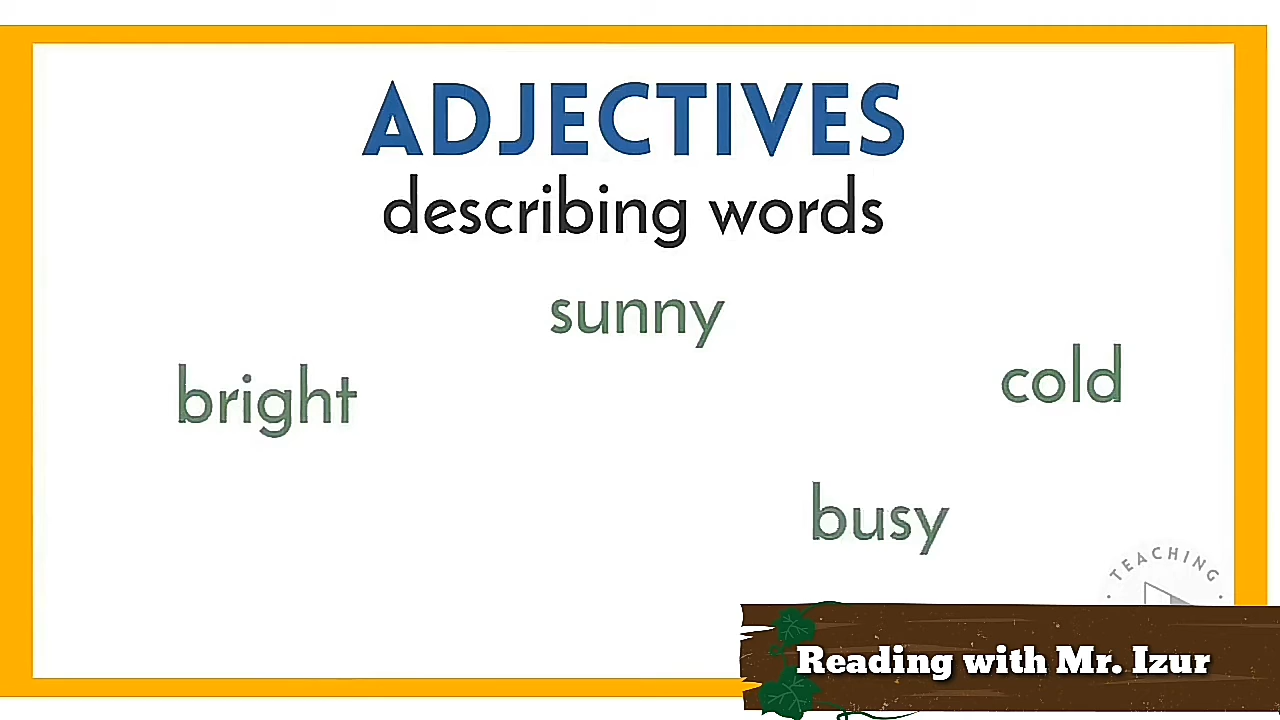 ADJECTIVES
describing words
sunny
bright
cold
busy
TEACHING
Reading with Mr. Izur